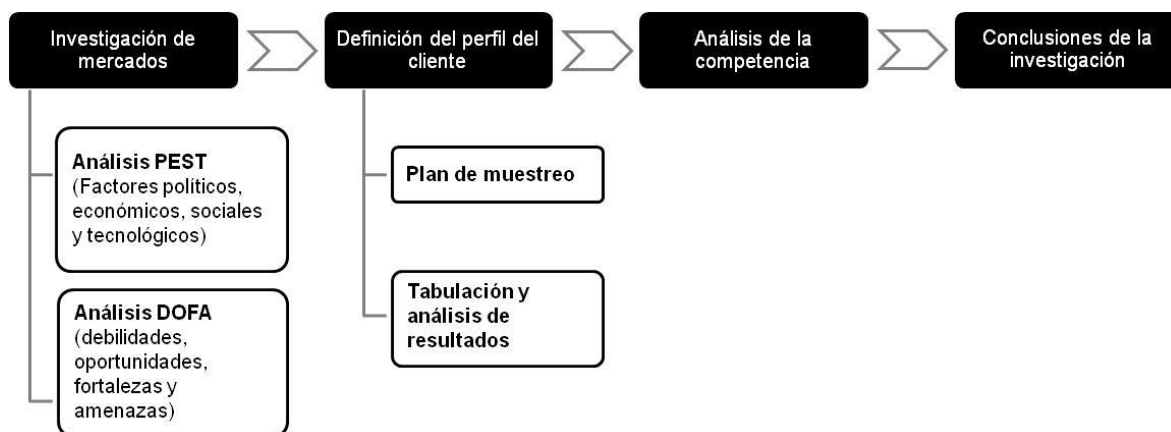 Investigación de
mercados
Definición del perfil del
cliente
Análisis de la
competencia
Conclusiones de la
investigación
Análisis PEST
(Factores políticos,
económicos, sociales
y tecnológicos)
Análisis DOFA
(debilidades,
oportunidades,
fortalezas y
amenazas)
Plan de muestreo
Tabulación y
análisis de
resultados